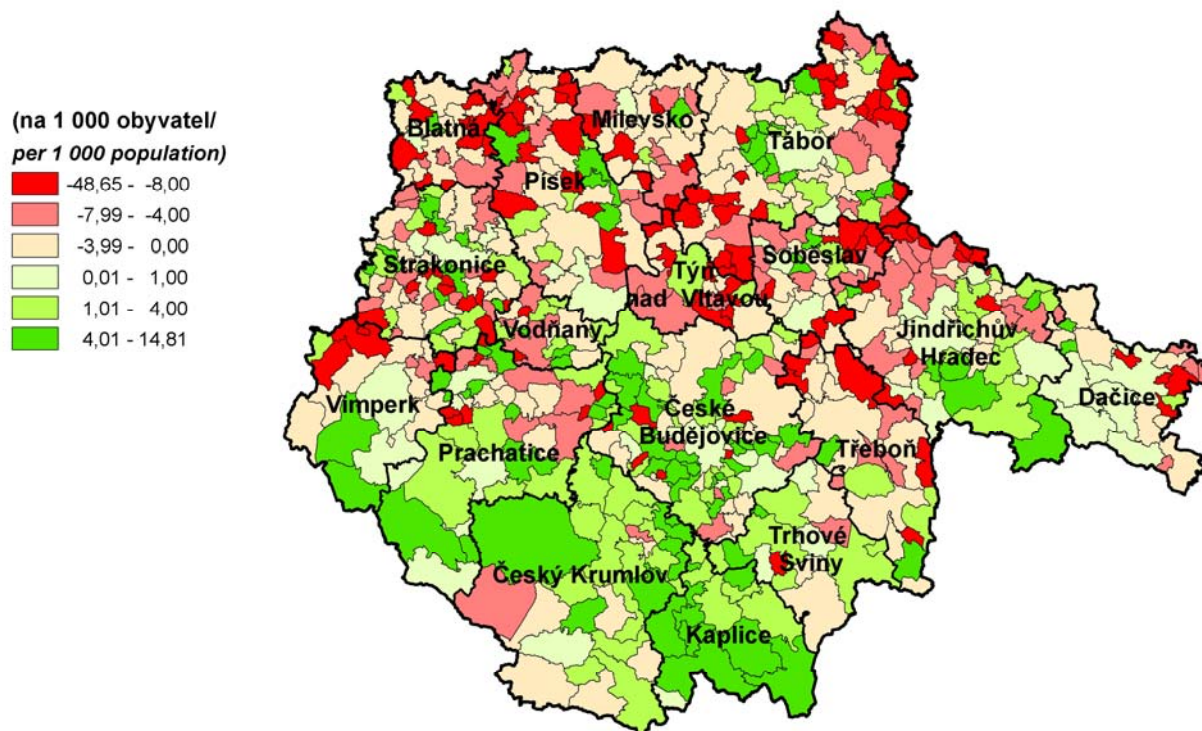 (na 1 000 obyvatel/
per 1 000 population)
-48,65 - -8,00
-7,99 - -4,00
-3,99 - 0,00
0,01 - 1,00
1,01 - 4,00
4,01 - 14,81
Blatná
Milevsko
Tábor
Písek
Strakonice
Týn
nad Vltavou
Soběslav
Vodňany
Jindřichův
Hradec
Vimperk
České
Budějovice
Dačice
Prachatice
Třeboň
Trhové
Sviny
Český Krumlov
Kaplice